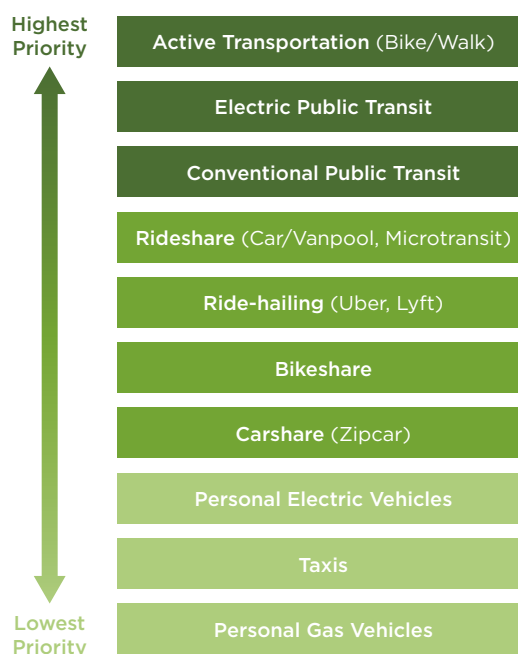 Highest
Priority
Active Transportation (Bike/Walk)
Electric Public Transit
Conventional Public Transit
Rideshare (Car/Vanpool, Microtransit)
Ride-hailing (Uber, Lyft)
Bikeshare
Carshare (Zipcar)
Personal Electric Vehicles
Taxis
Lowest
Priority
Personal Gas Vehicles